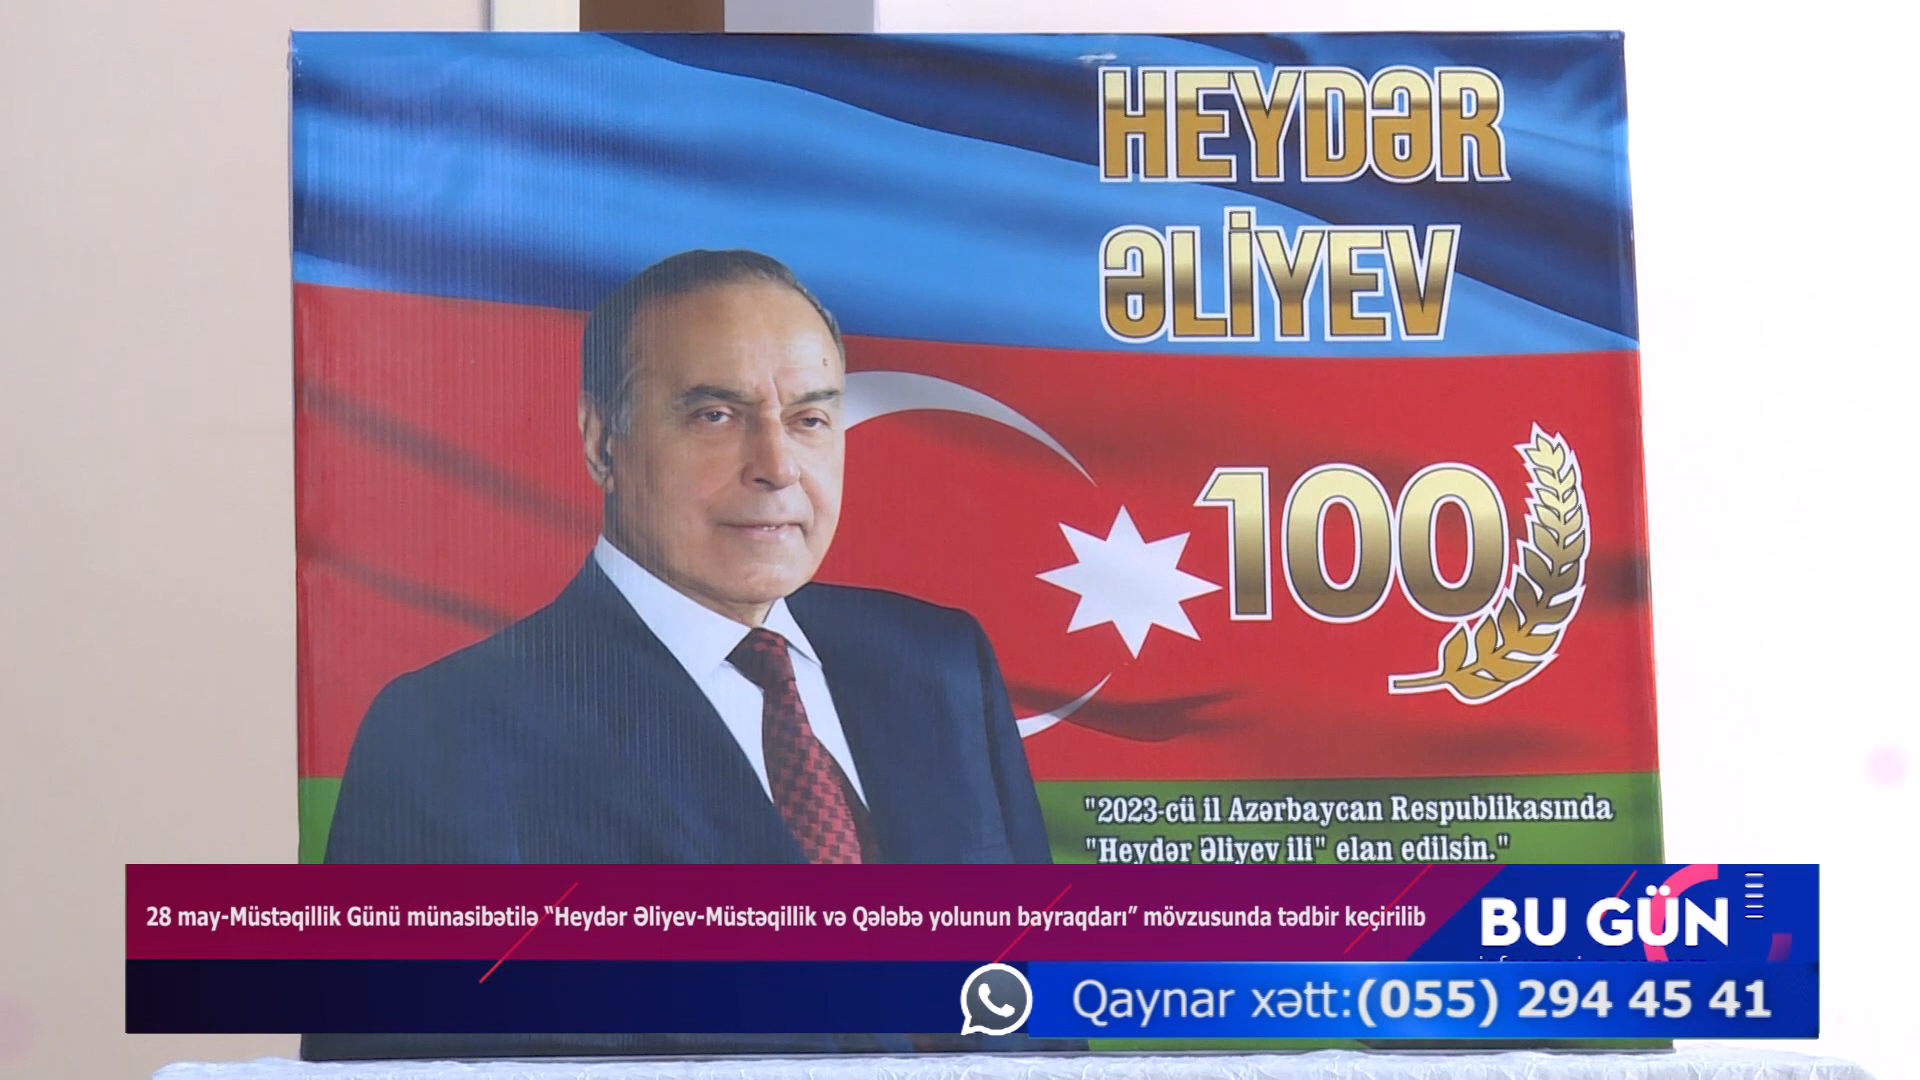 HEYDƏR
ƏLİYEV
100
"2023-cü il Azərbaycan Respublikasında
"Heydər Əliyev ili" elan edilsin."
28 may-Müstəqillik Günü münasibətilə “Heydər Əliyev-Müstəqillik və Qələbə yolunun bayraqdarı” mövzusunda tədbir keçirilib
BU GÜN
Qaynar xətt:(055) 294 45 41